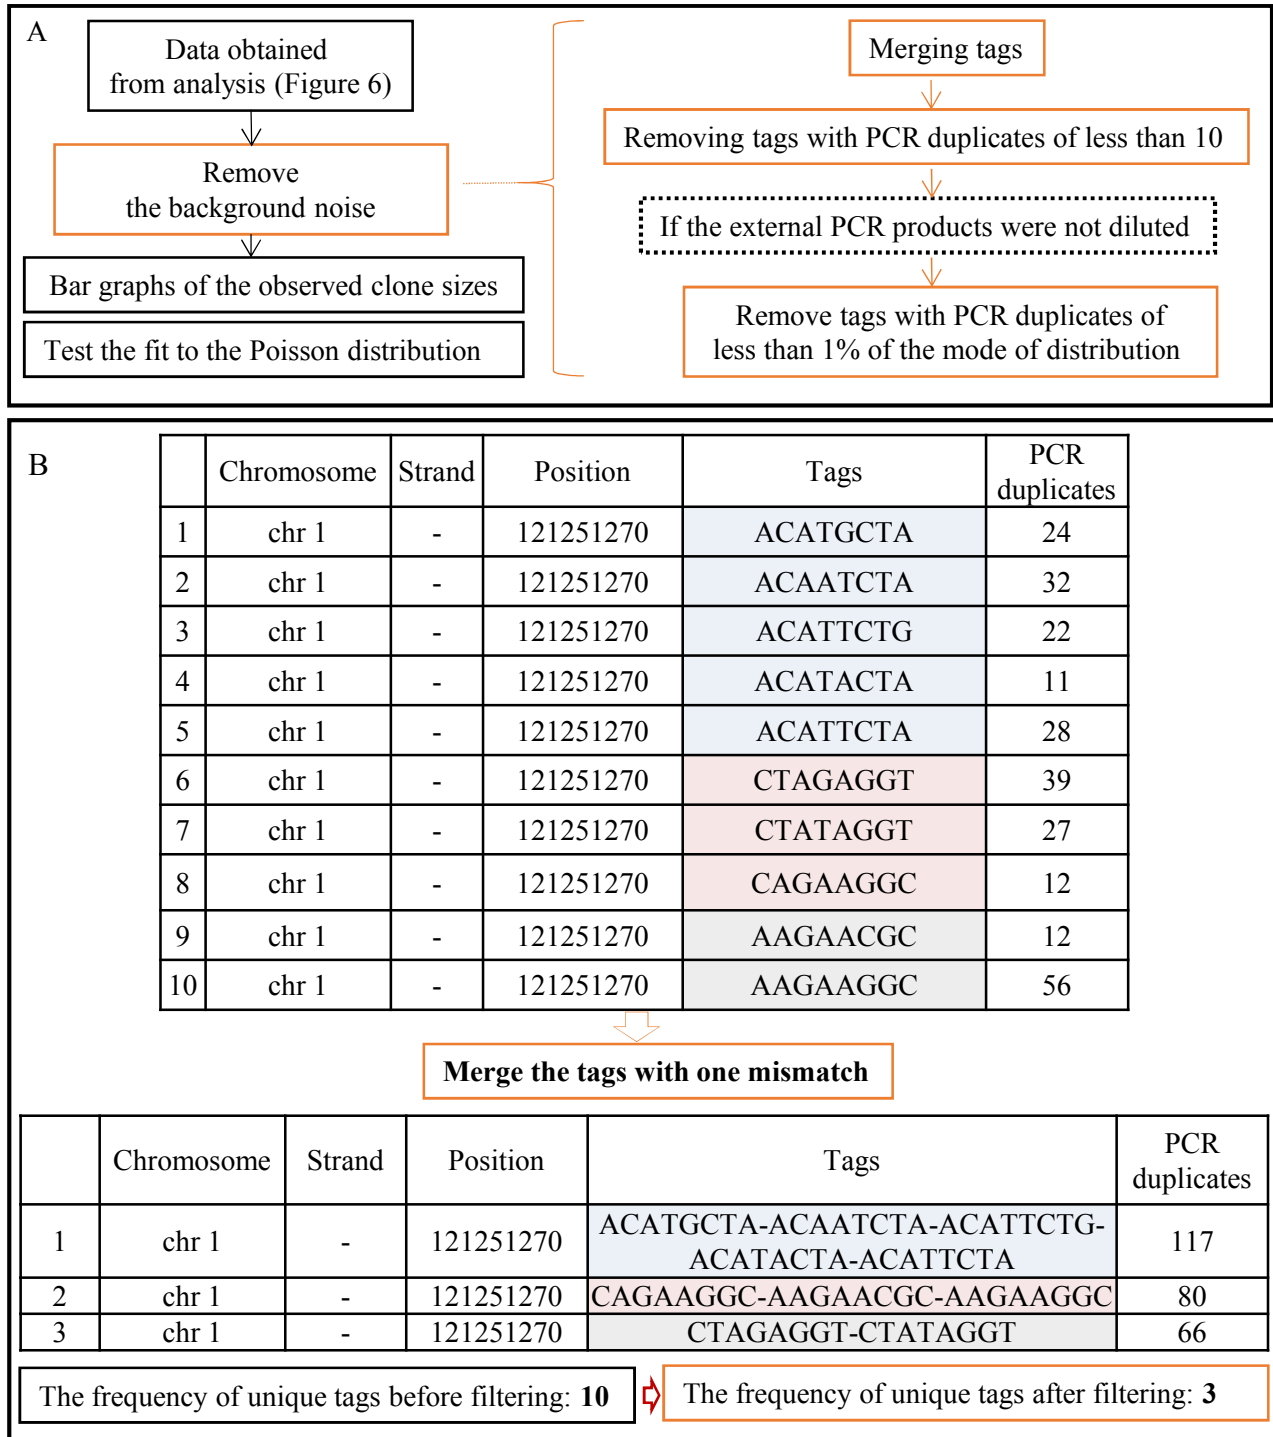 A
Data obtained
from analysis (Figure 6)
Remove
the background noise
Bar graphs of the observed clone sizes
Test the fit to the Poisson distribution
Merging tags
Removing tags with PCR duplicates of less than 10
If the external PCR products were not diluted
Remove tags with PCR duplicates of
less than 1% of the mode of distribution
B
Chromosome Strand Position Tags PCR duplicates
1 chr 1 - 121251270 ACATGCTA 24
2 chr 1 - 121251270 ACAATCTA 32
3 chr 1 - 121251270 ACATTCTG 22
4 chr 1 - 121251270 ACATACTA 11
5 chr 1 - 121251270 ACATTCTA 28
6 chr 1 - 121251270 CTAGAGGT 39
7 chr 1 - 121251270 CTATAGGT 27
8 chr 1 - 121251270 CAGAAGGC 12
9 chr 1 - 121251270 AAGAACGC 12
10 chr 1 - 121251270 AAGAAGGC 56
Merge the tags with one mismatch
Chromosome Strand Position Tags PCR duplicates
1 chr 1 - 121251270 ACATGCTA-ACAATCTA-ACATTCTG-
ACATACTA-ACATTCTA 117
2 chr 1 - 121251270 CAGAAGGC-AAGAACGC-AAGAAGGC 80
3 chr 1 - 121251270 CTAGAGGT-CTATAGGT 66
The frequency of unique tags before filtering: 10
The frequency of unique tags after filtering: 3